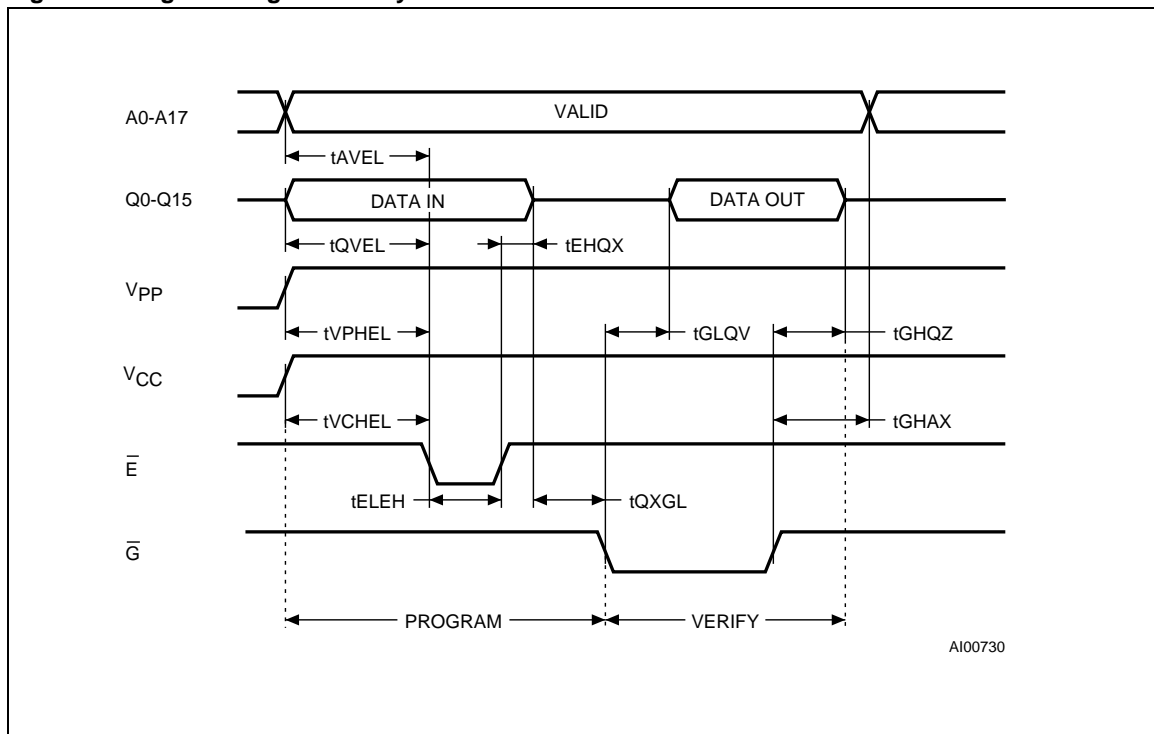 A0-A17
VALID
tAVEL
Q0-Q15
DATA IN
DATA OUT
tQVEL
tEHQX
VPP
tVPHEL
tGLQV
tGHQZ
VCC
tVCHEL
tGHAX
E̅
tELEH
tQXGL
G̅
PROGRAM
VERIFY
AI00730